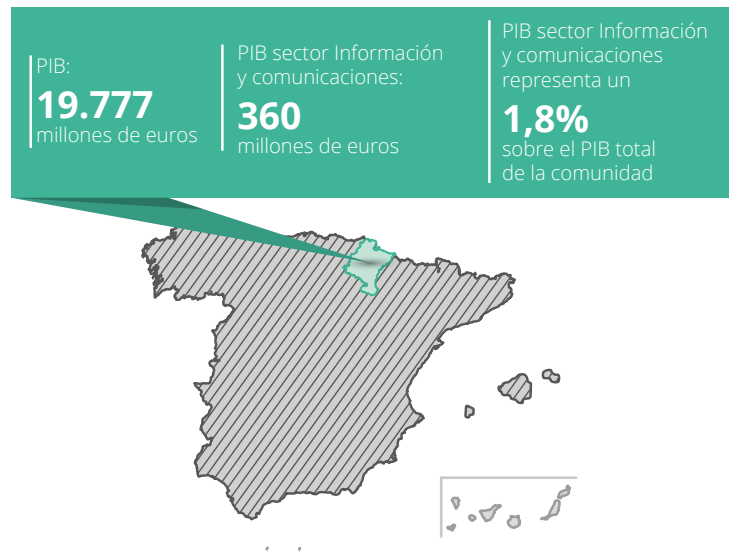 PIB:
19.777
millones de euros
PIB sector Información
y comunicaciones:
360
millones de euros
PIB sector Información
y comunicaciones
representa un
1,8%
sobre el PIB total
de la comunidad